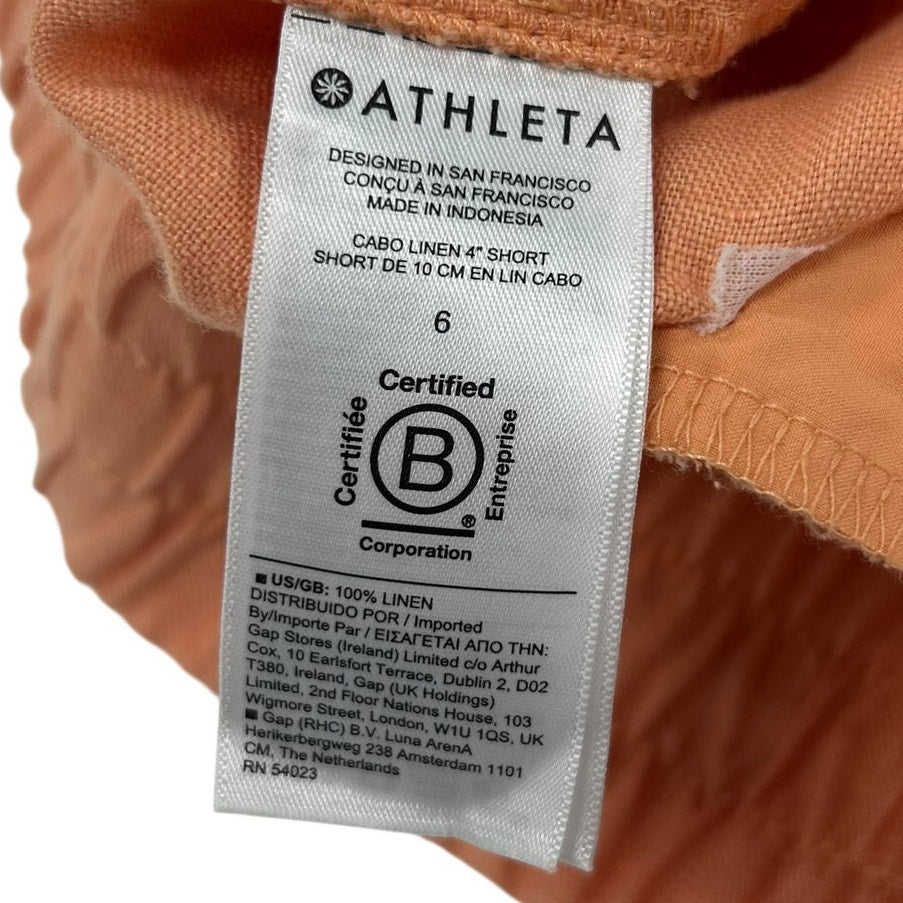 ATHLETA
DESIGNED IN SAN FRANCISCO
CONÇU À SAN FRANCISCO
MADE IN INDONESIA
CABO LINEN 4" SHORT
SHORT DE 10 CM EN LIN CABO
6
Certified
Certifiée
B
Entreprise
®
Corporation
■ US/GB: 100% LINEN
DISTRIBUIDO POR / Imported
By/Importe Par / ΕΙΣΑΓΕΤΑΙ ΑΠΟ ΤΗΝ:
Gap Stores (Ireland) Limited c/o Arthur
Cox, 10 Earlsfort Terrace, Dublin 2, D02
T380, Ireland, Gap (UK Holdings)
Limited, 2nd Floor Nations House, 103
Wigmore Street, London, W1U 1QS, UK
■ Gap (RHC) B.V. Luna ArenA
Herikerbergweg 238 Amsterdam 1101
CM, The Netherlands
RN 54023